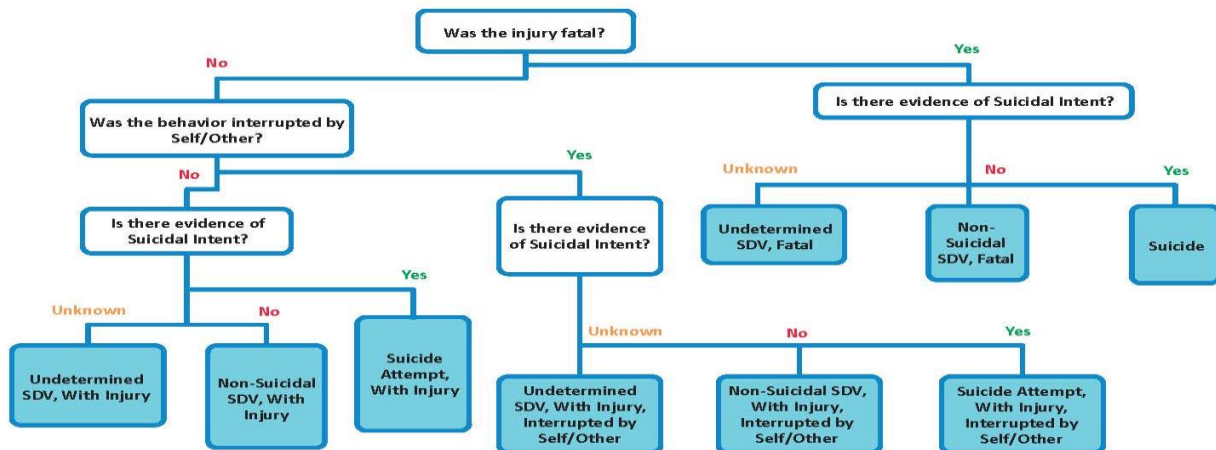 Was the injury fatal?
No
Yes
Was the behavior interrupted by
Self/Other?
Is there evidence of Suicidal Intent?
No
Yes
Unknown
No
Yes
Is there evidence of
Suicidal Intent?
Is there evidence
of Suicidal Intent?
Undetermined
SDV, Fatal
Non-
Suicidal
SDV, Fatal
Suicide
Unknown
No
Yes
Unknown
No
Yes
Undetermined
SDV, With Injury
Non-Suicidal
SDV, With
Injury
Suicide
Attempt,
With Injury
Undetermined
SDV, With Injury,
Interrupted by
Self/Other
Non-Suicidal SDV,
With Injury,
Interrupted by
Self/Other
Suicide Attempt,
With Injury,
Interrupted by
Self/Other